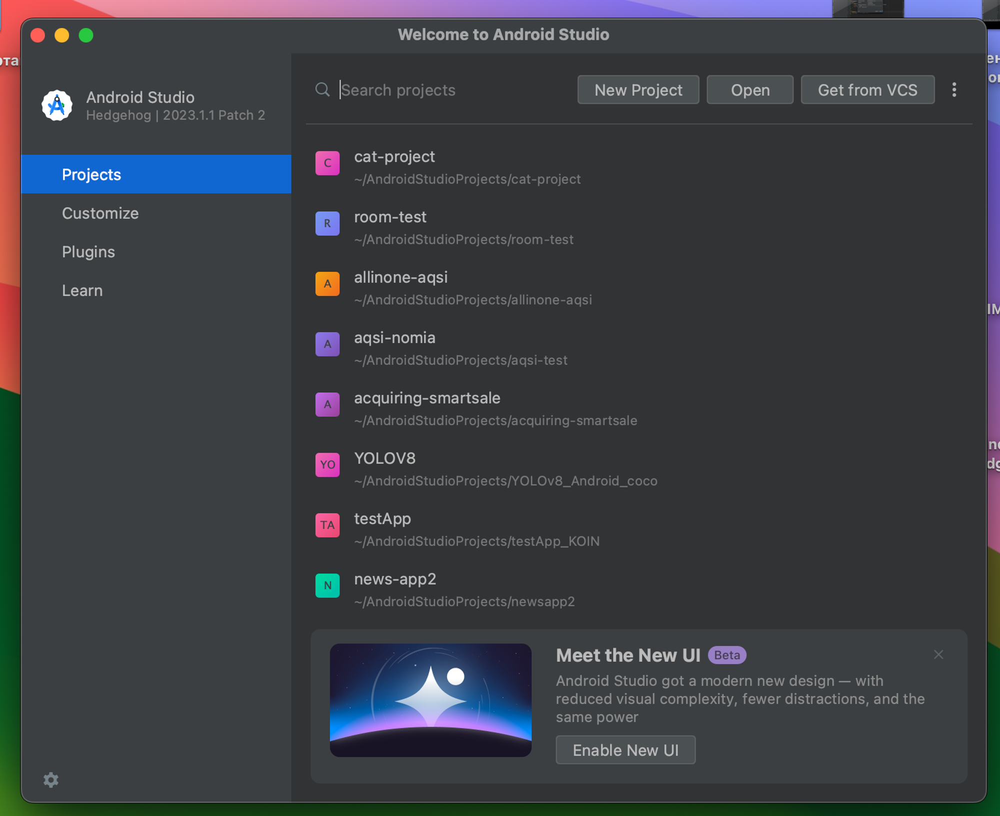 Welcome to Android Studio
Android Studio
Hedgehog | 2023.1.1 Patch 2
Projects
Customize
Plugins
Learn
Search projects
New Project
Open
Get from VCS
C
cat-project
~/AndroidStudioProjects/cat-project
R
room-test
~/AndroidStudioProjects/room-test
A
allinone-aqsi
~/AndroidStudioProjects/allinone-aqsi
A
aqsi-nomia
~/AndroidStudioProjects/aqsi-test
A
acquiring-smartsale
~/AndroidStudioProjects/acquiring-smartsale
YO
YOLOV8
~/AndroidStudioProjects/YOLOv8_Android_coco
TA
testApp
~/AndroidStudioProjects/testApp_KOIN
N
news-app2
~/AndroidStudioProjects/newsapp2
Meet the New UI Beta
Android Studio got a modern new design — with
reduced visual complexity, fewer distractions, and the
same power
Enable New UI